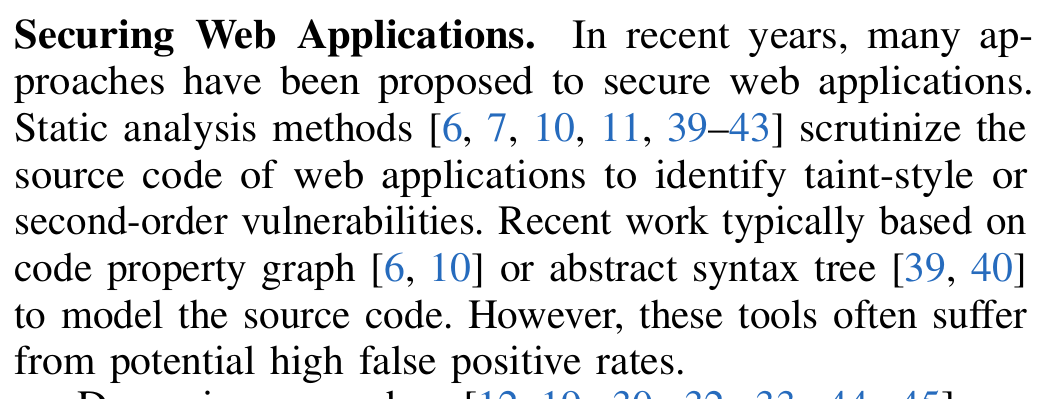 Securing Web Applications. In recent years, many ap-
proaches have been proposed to secure web applications.
Static analysis methods [6, 7, 10, 11, 39–43] scrutinize the
source code of web applications to identify taint-style or
second-order vulnerabilities. Recent work typically based on
code property graph [6, 10] or abstract syntax tree [39, 40]
to model the source code. However, these tools often suffer
from potential high false positive rates.